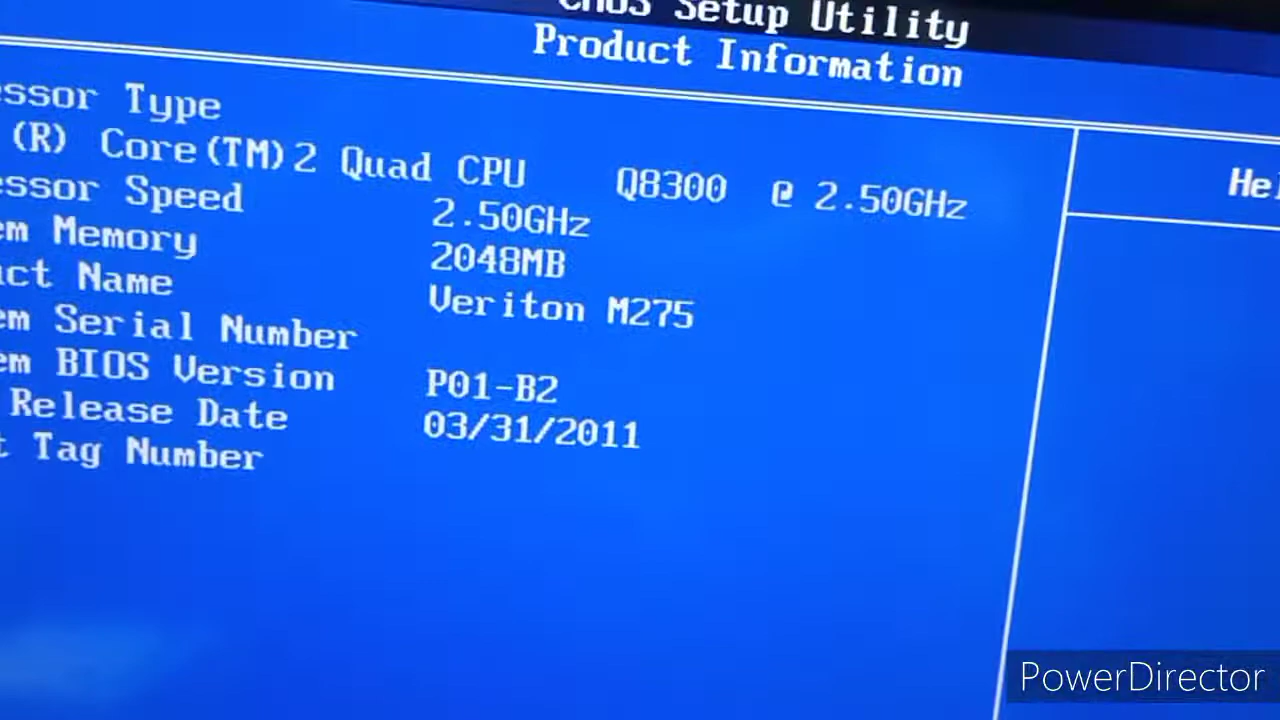 CMOS Setup Utility
Product Information
essor Type
(R) Core(TM)2 Quad CPU Q8300 @ 2.50GHz
essor Speed 2.50GHz
em Memory 2048MB
uct Name Veriton M275
em Serial Number
em BIOS Version P01-B2
Release Date 03/31/2011
t Tag Number
Hel
PowerDirector